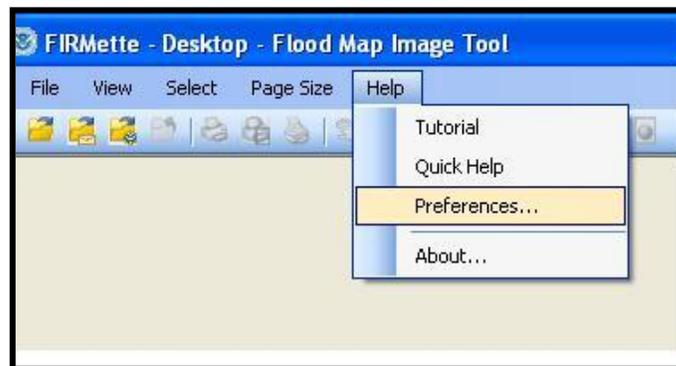 FIRMette - Desktop - Flood Map Image Tool
File View Select Page Size Help
Tutorial
Quick Help
Preferences...
About...